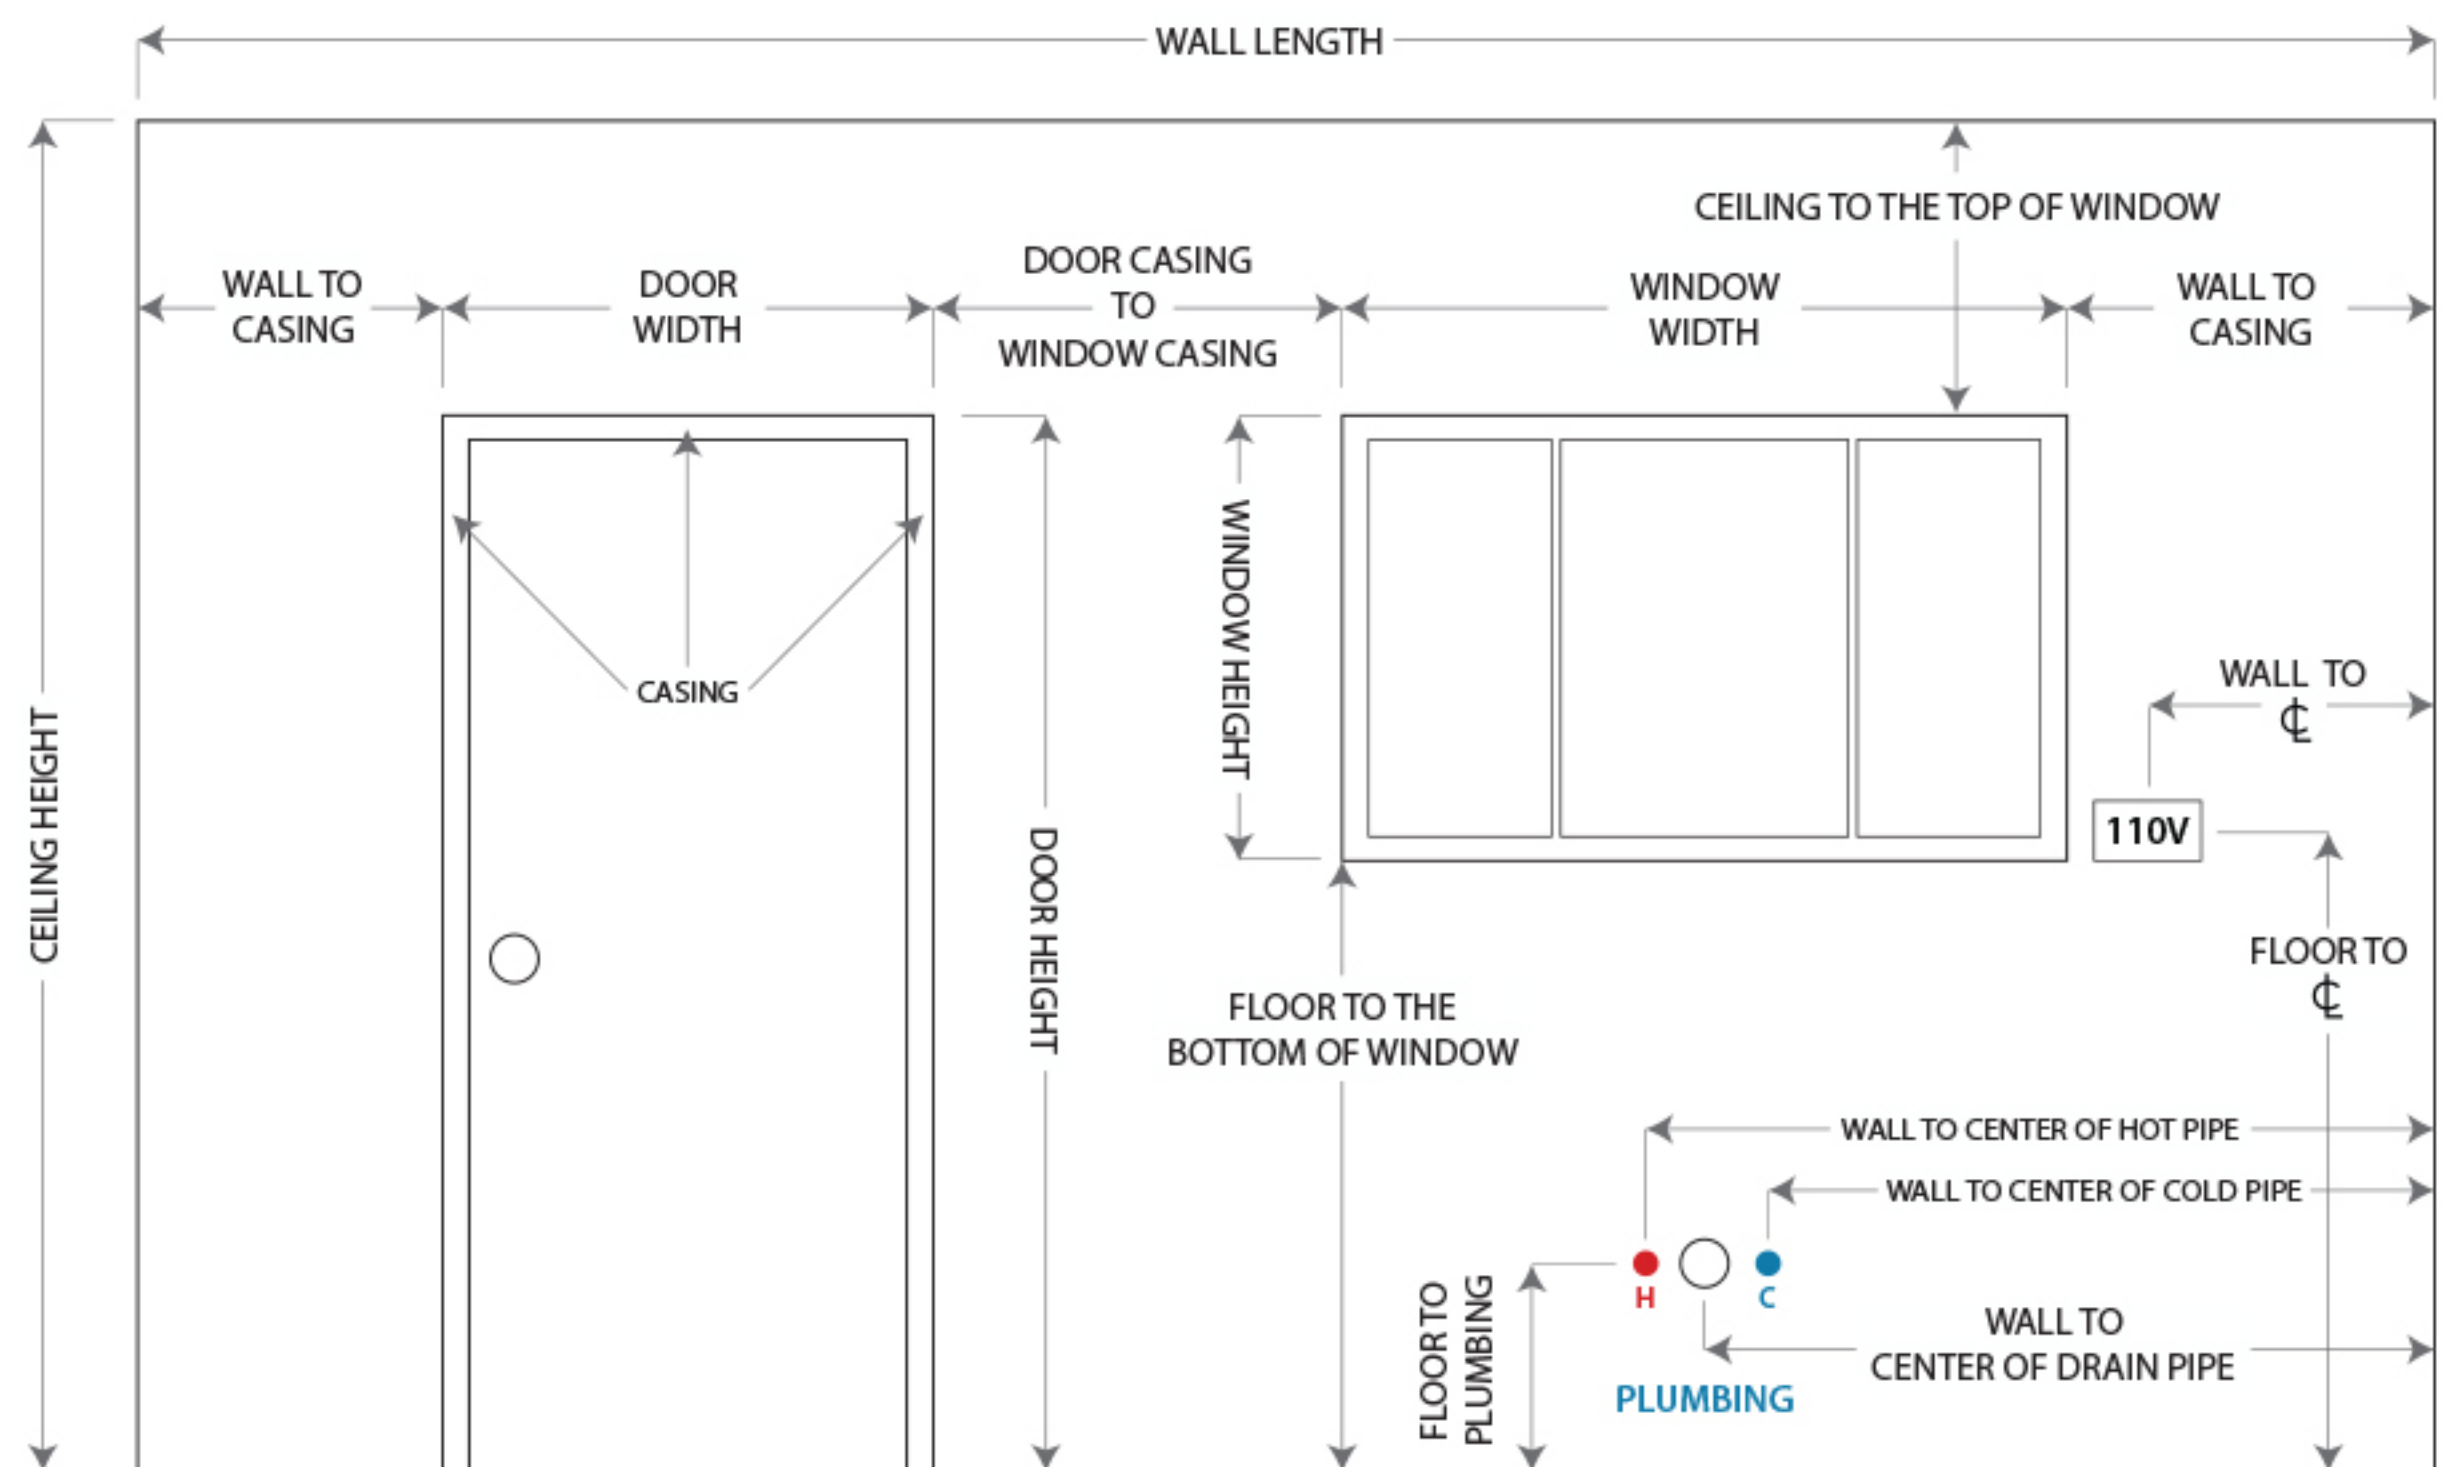 WALL LENGTH
CEILING TO THE TOP OF WINDOW
WALL TO
CASING
DOOR
WIDTH
DOOR CASING
TO
WINDOW CASING
WINDOW
WIDTH
WALL TO
CASING
CASING
WINDOW HEIGHT
WALL TO
℄
CEILING HEIGHT
DOOR HEIGHT
110V
FLOOR TO
℄
FLOOR TO THE
BOTTOM OF WINDOW
WALL TO CENTER OF HOT PIPE
WALL TO CENTER OF COLD PIPE
H
C
FLOOR TO
PLUMBING
WALL TO
CENTER OF DRAIN PIPE
PLUMBING